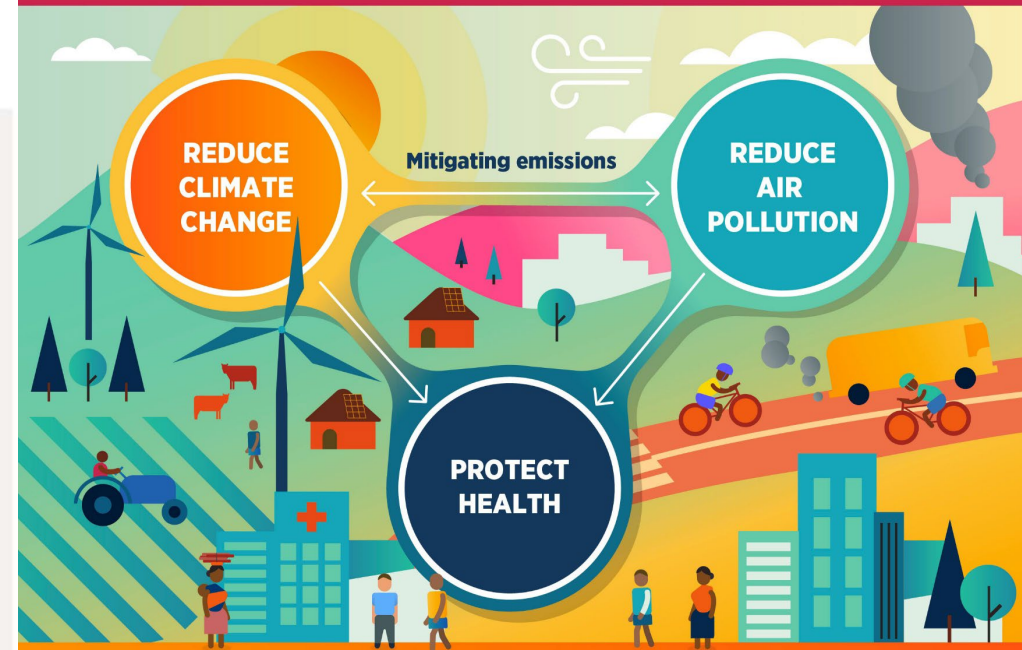 REDUCE
CLIMATE
CHANGE
Mitigating emissions
REDUCE
AIR
POLLUTION
PROTECT
HEALTH